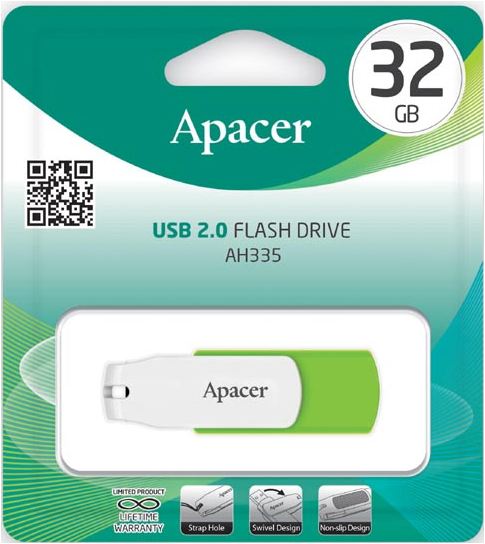 32
GB
Apacer
USB 2.0 FLASH DRIVE
AH335
Apacer
LIMITED PRODUCT
LIFETIME
WARRANTY
Strap Hole
Apacer
Swivel Design
Non-slip Design